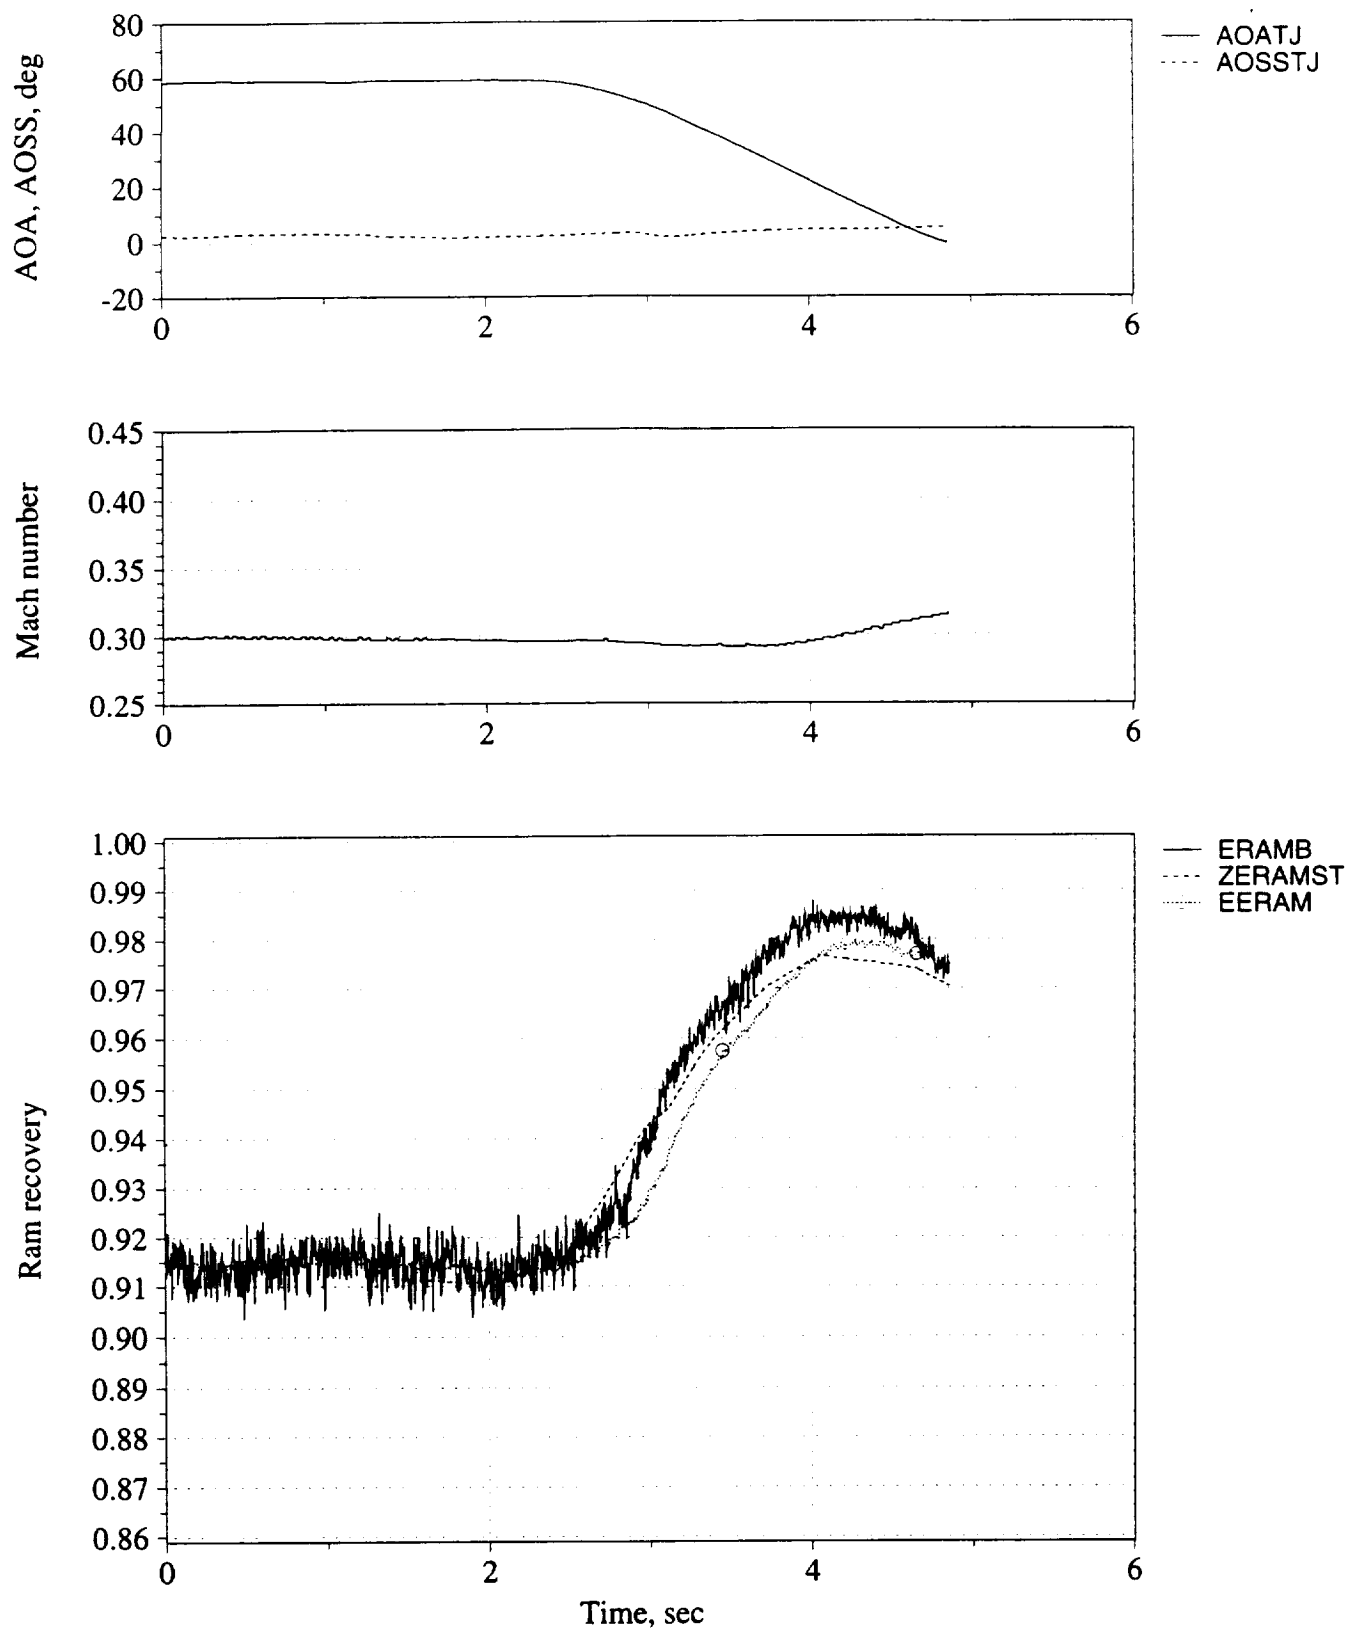 AOA, AOSS, deg
80
60
40
20
0
-20
0 2 4 6
AOATJ
AOSSTJ
Mach number
0.45
0.40
0.35
0.30
0.25
0 2 4 6
Ram recovery
1.00
0.99
0.98
0.97
0.96
0.95
0.94
0.93
0.92
0.91
0.90
0.89
0.88
0.87
0.86
0 2 4 6
Time, sec
ERAMB
ZERAMST
EERAM